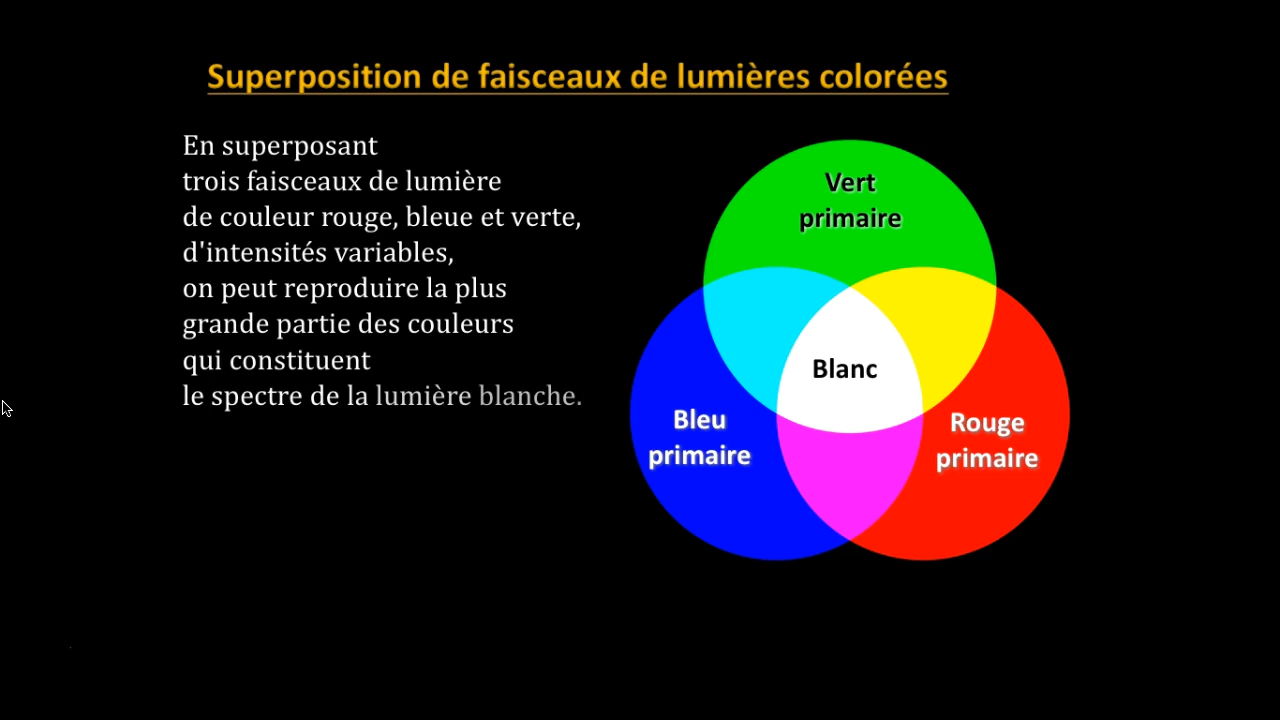 Superposition de faisceaux de lumières colorées
En superposant
trois faisceaux de lumière
de couleur rouge, bleue et verte,
d'intensités variables,
on peut reproduire la plus
grande partie des couleurs
qui constituent
le spectre de la lumière blanche.
Vert
primaire
Blanc
Bleu
primaire
Rouge
primaire